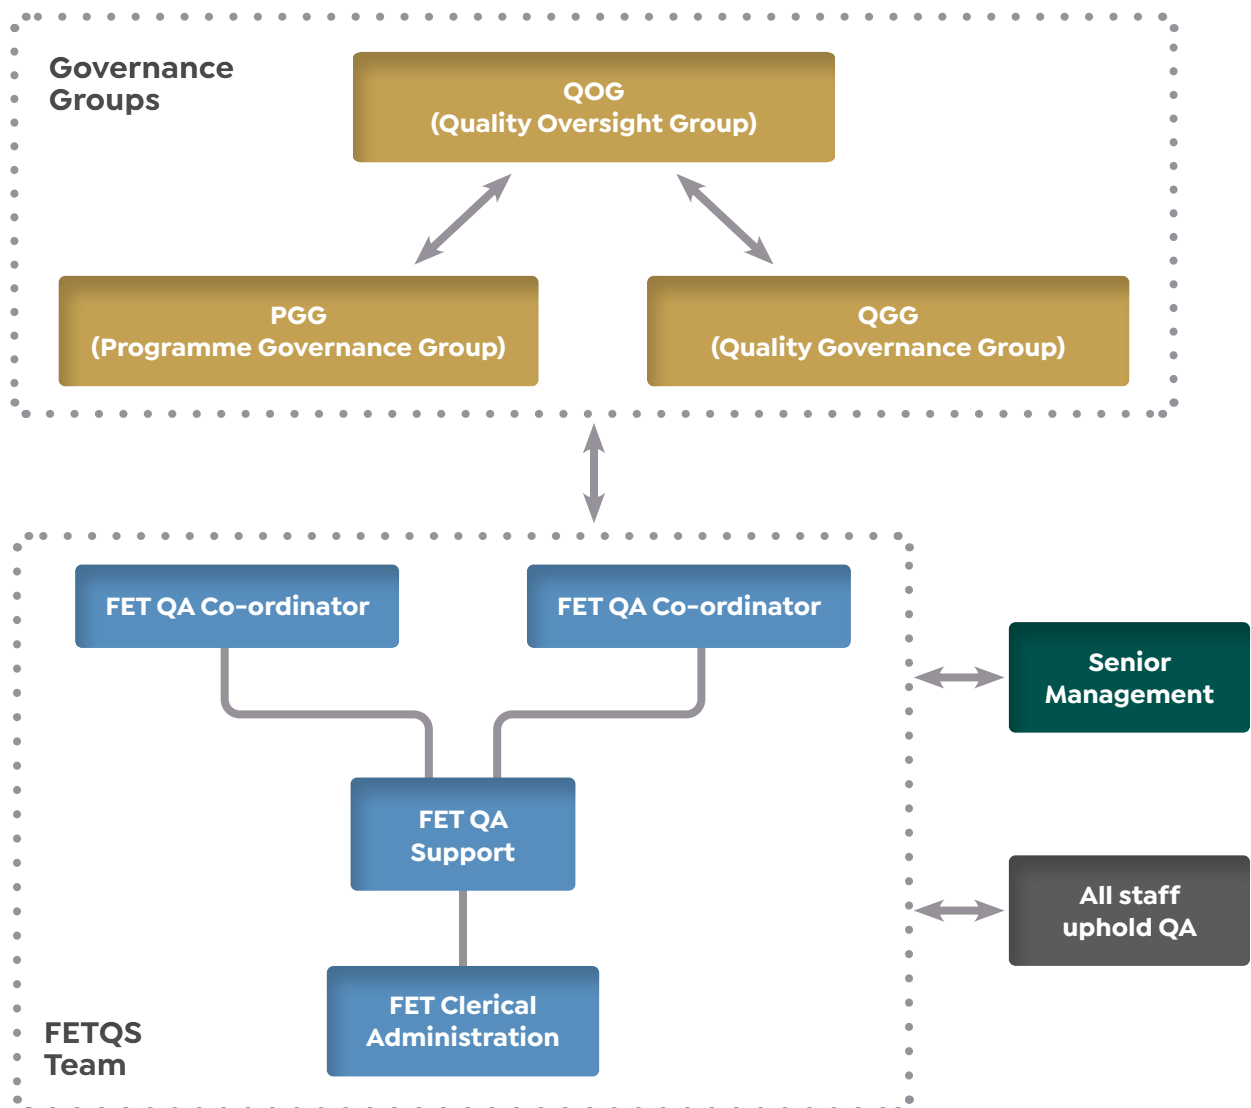 Governance
Groups
QOG
(Quality Oversight Group)
PGG
(Programme Governance Group)
QGG
(Quality Governance Group)
FET QA Co-ordinator
FET QA Co-ordinator
Senior
Management
FET QA
Support
All staff
uphold QA
FET Clerical
Administration
FETQS
Team